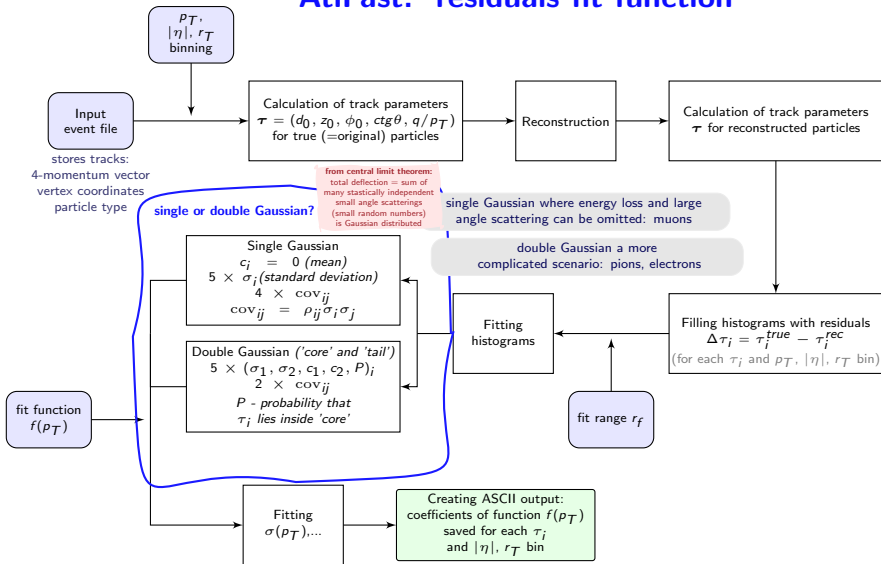 AtlFast: residuals fit function
p_T,
|η|, r_T
binning
Input
event file
stores tracks:
4-momentum vector
vertex coordinates
particle type
Calculation of track parameters
τ = (d_0, z_0, ϕ_0, ctgθ, q/p_T)
for true (=original) particles
Reconstruction
Calculation of track parameters
τ for reconstructed particles
from central limit theorem:
total deflection = sum of
many stastically independent
small angle scatterings
(small random numbers)
is Gaussian distributed
single or double Gaussian?
single Gaussian where energy loss and large
angle scattering can be omitted: muons
double Gaussian a more
complicated scenario: pions, electrons
Single Gaussian
c_i = 0 (mean)
5 × σ_i (standard deviation)
4 × cov_ij
cov_ij = ρ_ij σ_i σ_j
Double Gaussian ('core' and 'tail')
5 × (σ_1, σ_2, c_1, c_2, P)_i
2 × cov_ij
P - probability that
τ_i lies inside 'core'
Fitting
histograms
Filling histograms with residuals
Δτ_i = τ_i^true − τ_i^rec
(for each τ_i and p_T, |η|, r_T bin)
fit function
f(p_T)
fit range r_f
Fitting
σ(p_T),...
Creating ASCII output:
coefficients of function f(p_T)
saved for each τ_i
and |η|, r_T bin